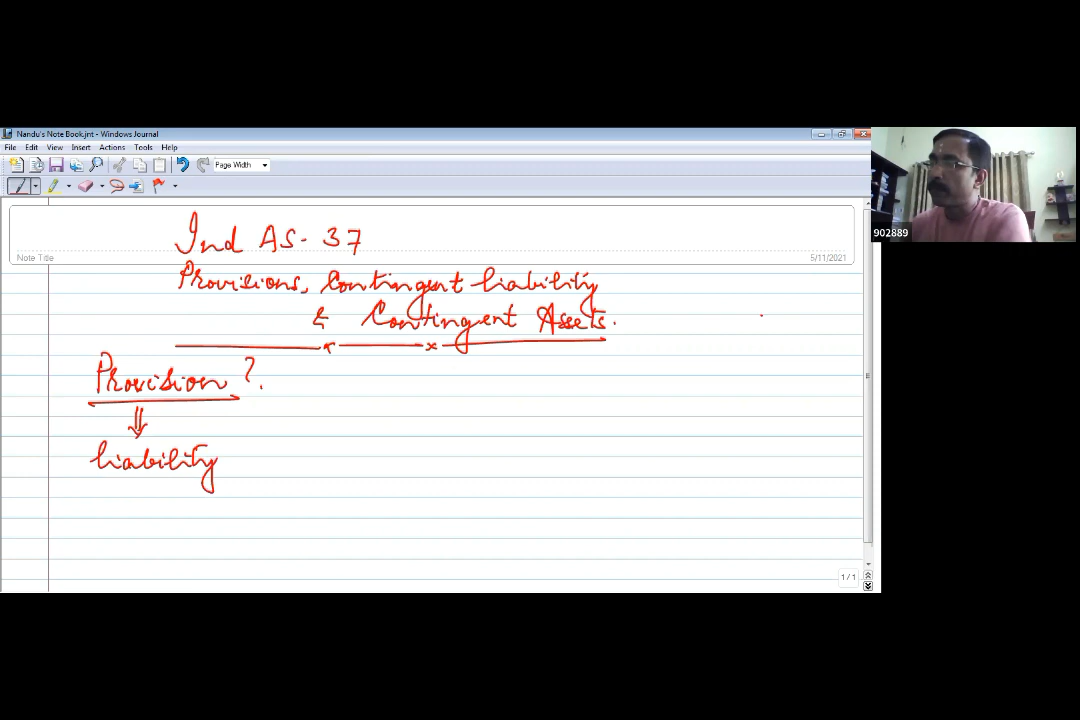 Nandu's Note Book.jnt - Windows Journal
File Edit View Insert Actions Tools Help
Page Width
902889
Ind AS - 37
Note Title
5/11/2021
Provisions, Contingent liability
& Contingent Assets.
Provision ?.
liability
1 / 1